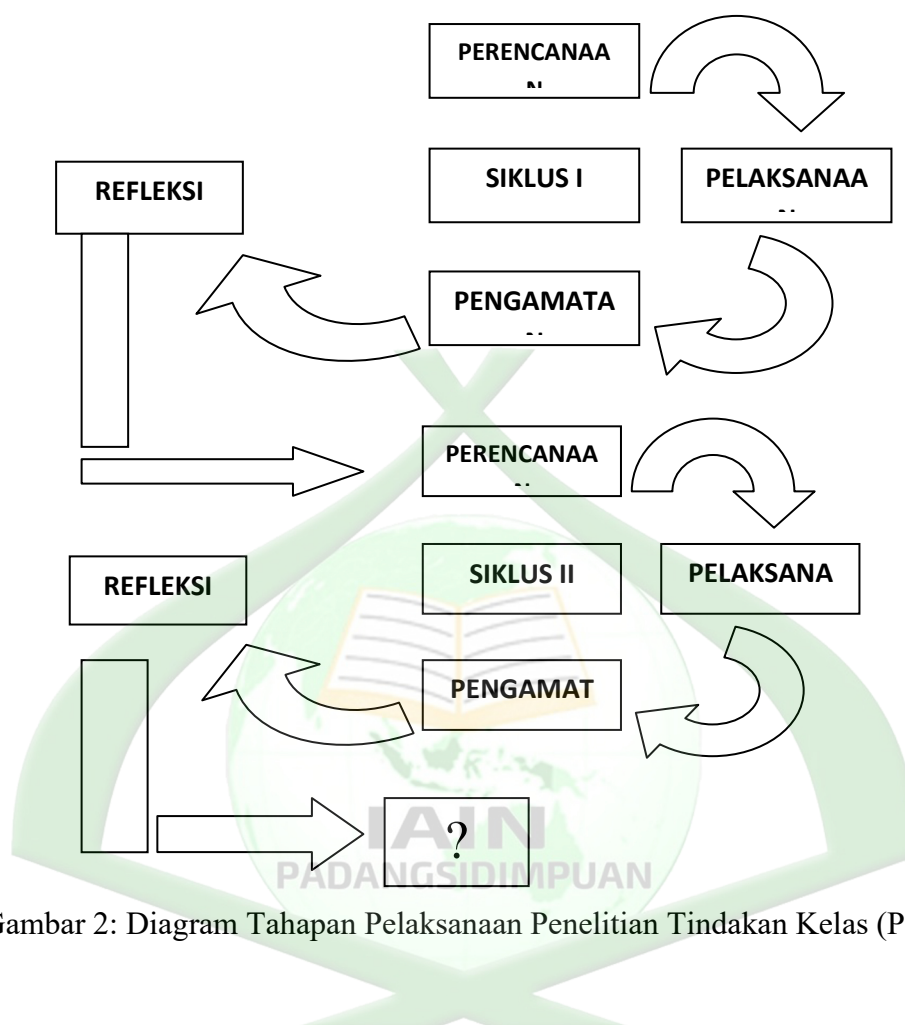 PERENCANAA
REFLEKSI
SIKLUS I
PELAKSANAA
PENGAMATA
PERENCANAA
REFLEKSI
SIKLUS II
PELAKSANA
PENGAMAT
?
IAIN
PADANGSIDIMPUAN
Gambar 2: Diagram Tahapan Pelaksanaan Penelitian Tindakan Kelas (P